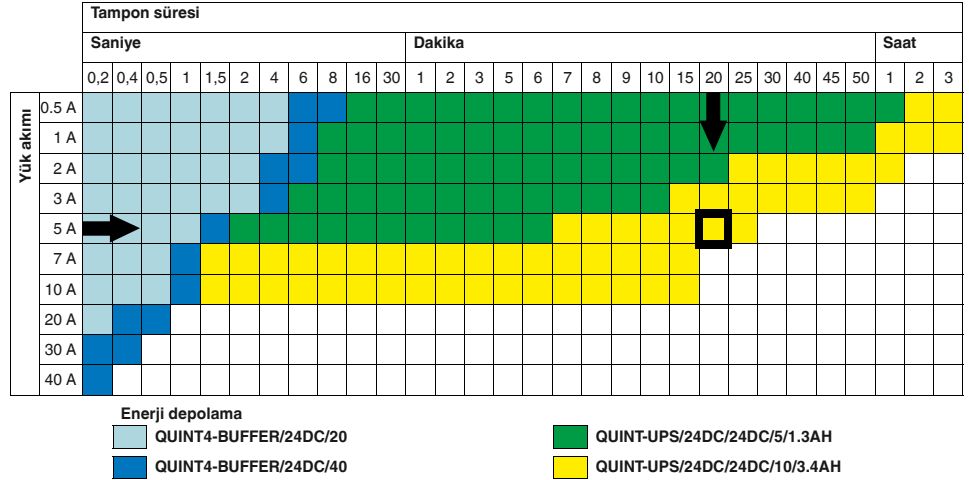 Tampon süresi
Saniye Dakika Saat
0,2 0,4 0,5 1 1,5 2 4 6 8 16 30 1 2 3 5 6 7 8 9 10 15 20 25 30 40 45 50 1 2 3
Yük akımı
0.5 A
1 A
2 A
3 A
5 A
7 A
10 A
20 A
30 A
40 A
Enerji depolama
QUINT4-BUFFER/24DC/20 QUINT-UPS/24DC/24DC/5/1.3AH
QUINT4-BUFFER/24DC/40 QUINT-UPS/24DC/24DC/10/3.4AH